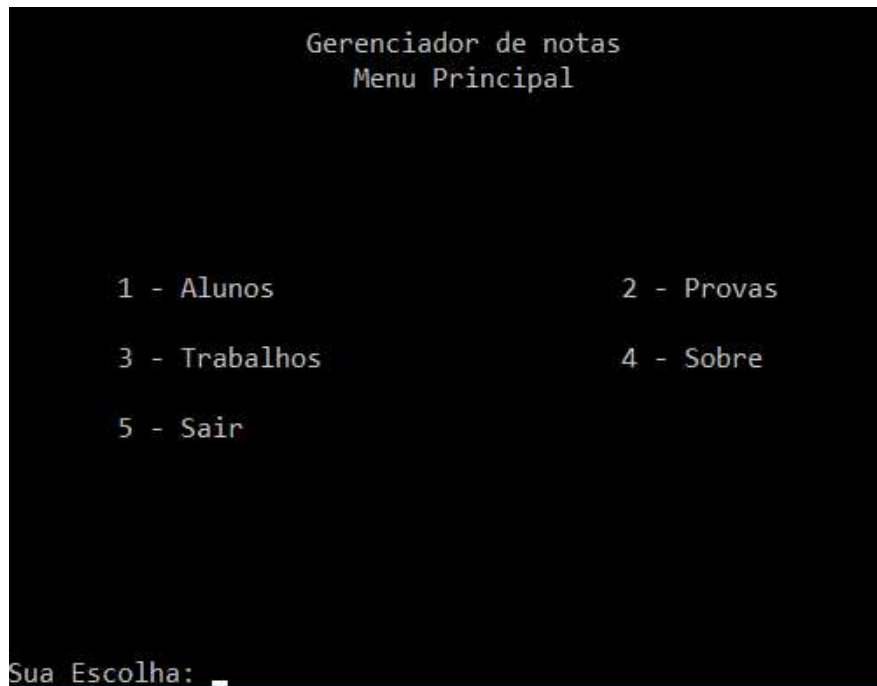 Gerenciador de notas
Menu Principal
1 - Alunos 2 - Provas
3 - Trabalhos 4 - Sobre
5 - Sair
Sua Escolha: